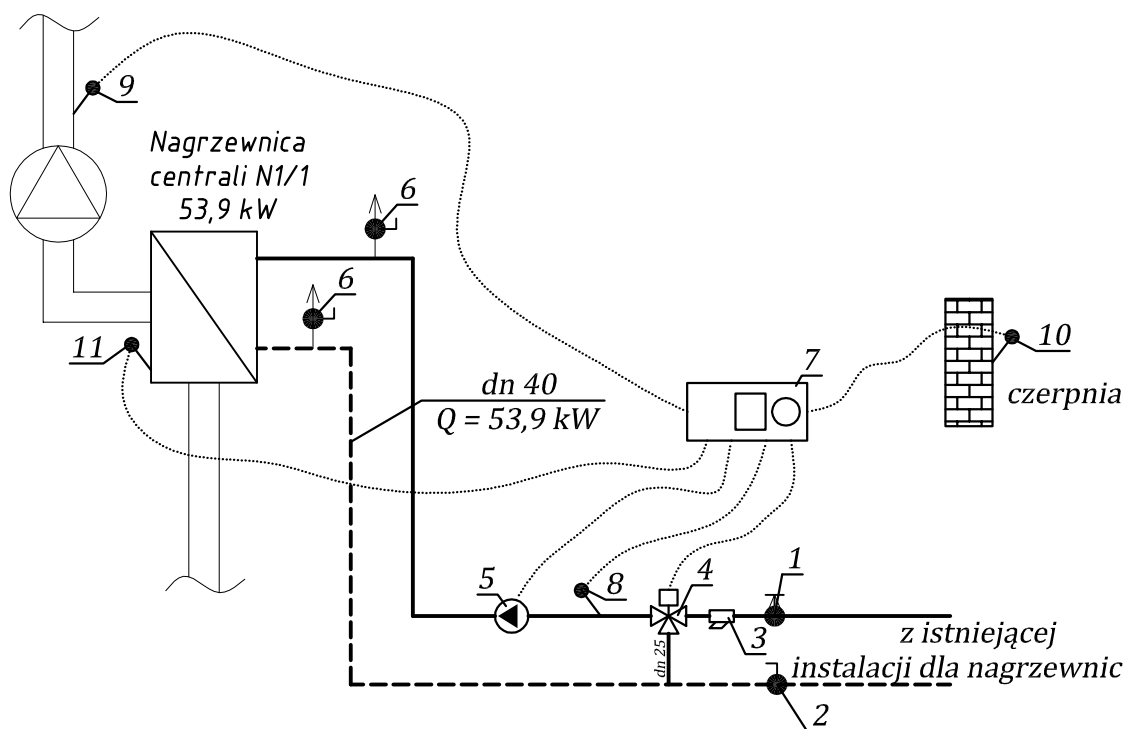 9
Nagrzewnica
centrali N1/1
53,9 kW
6
6
11
10
czerpnia
7
dn 40
Q = 53,9 kW
5
8
4
1
3
dn 25
z istniejącej
instalacji dla nagrzewnic
2